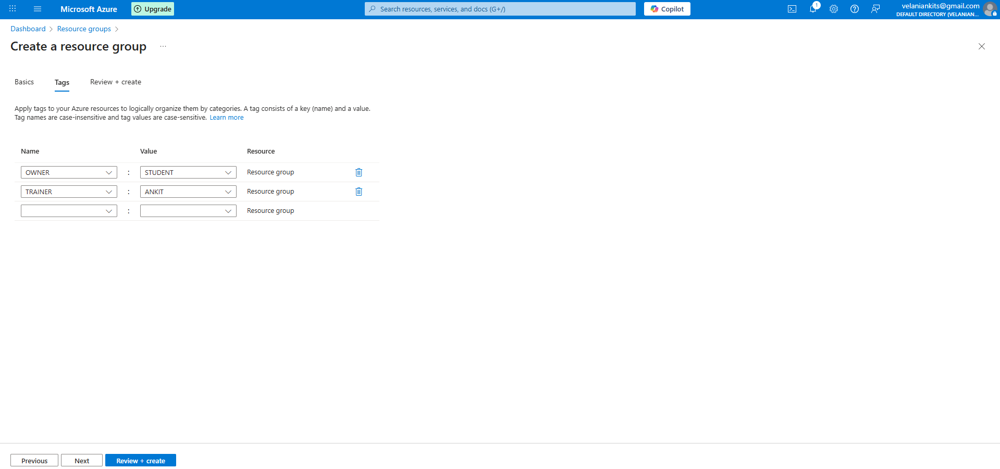 Microsoft Azure
Upgrade
Search resources, services, and docs (G+/)
Copilot
1
velaniankits@gmail.com
DEFAULT DIRECTORY (VELANIAN...
Dashboard > Resource groups >
Create a resource group ...
Basics Tags Review + create
Apply tags to your Azure resources to logically organize them by categories. A tag consists of a key (name) and a value.
Tag names are case-insensitive and tag values are case-sensitive. Learn more
Name Value Resource
OWNER : STUDENT Resource group
TRAINER : ANKIT Resource group
: Resource group
Previous Next Review + create